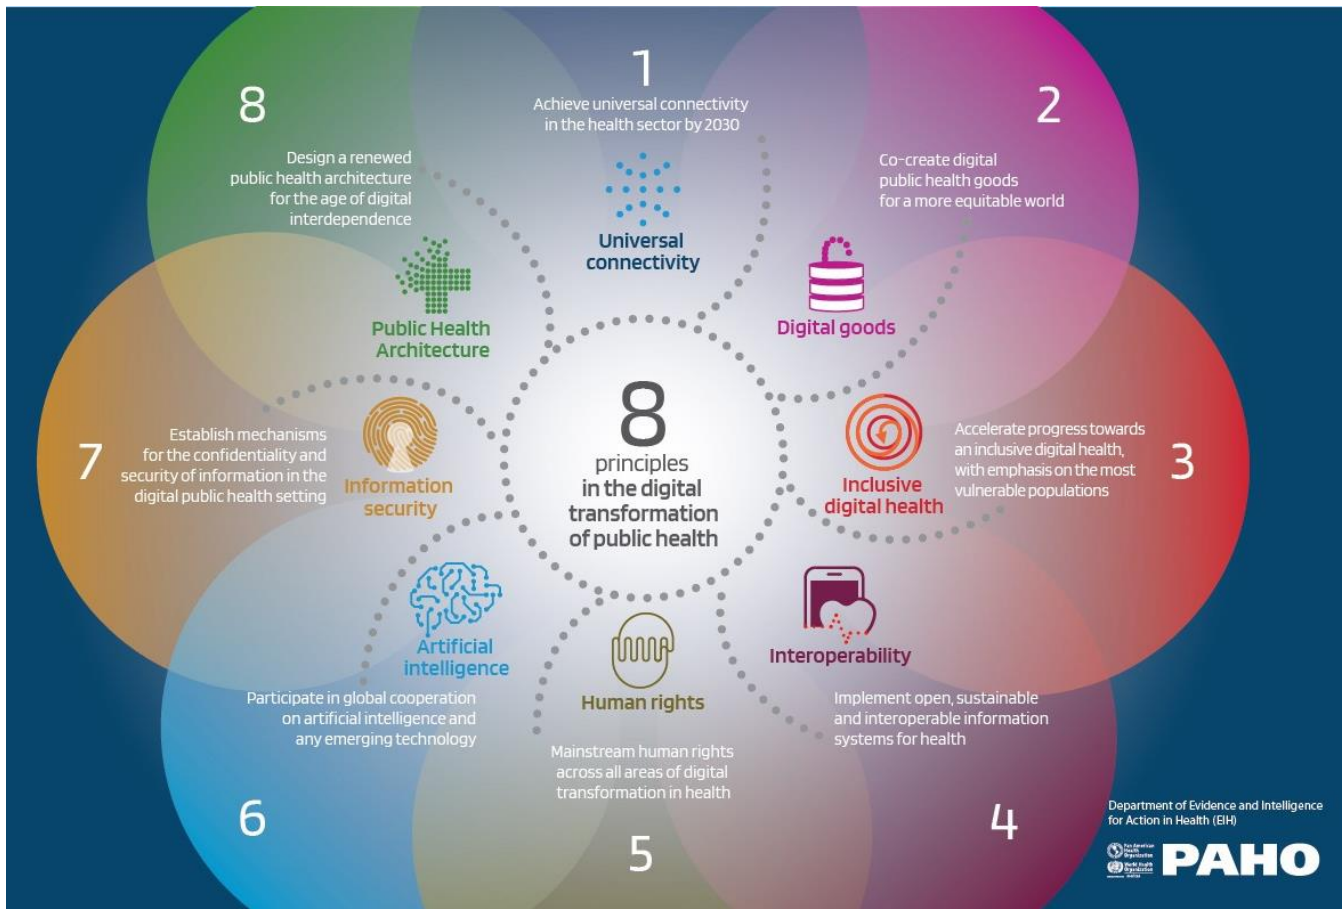 1
Achieve universal connectivity
in the health sector by 2030
Universal
connectivity
2
Co-create digital
public health goods
for a more equitable world
Digital goods
3
Accelerate progress towards
an inclusive digital health,
with emphasis on the most
vulnerable populations
Inclusive
digital health
4
Interoperability
Implement open, sustainable
and interoperable information
systems for health
5
Human rights
Mainstream human rights
across all areas of digital
transformation in health
6
Artificial
intelligence
Participate in global cooperation
on artificial intelligence and
any emerging technology
7
Establish mechanisms
for the confidentiality and
security of information in the
digital public health setting
Information
security
8
Design a renewed
public health architecture
for the age of digital
interdependence
Public Health
Architecture
8
principles
in the digital
transformation
of public health
Department of Evidence and Intelligence
for Action in Health (EIH)
Pan American
Health
Organization
World Health
Organization
PAHO